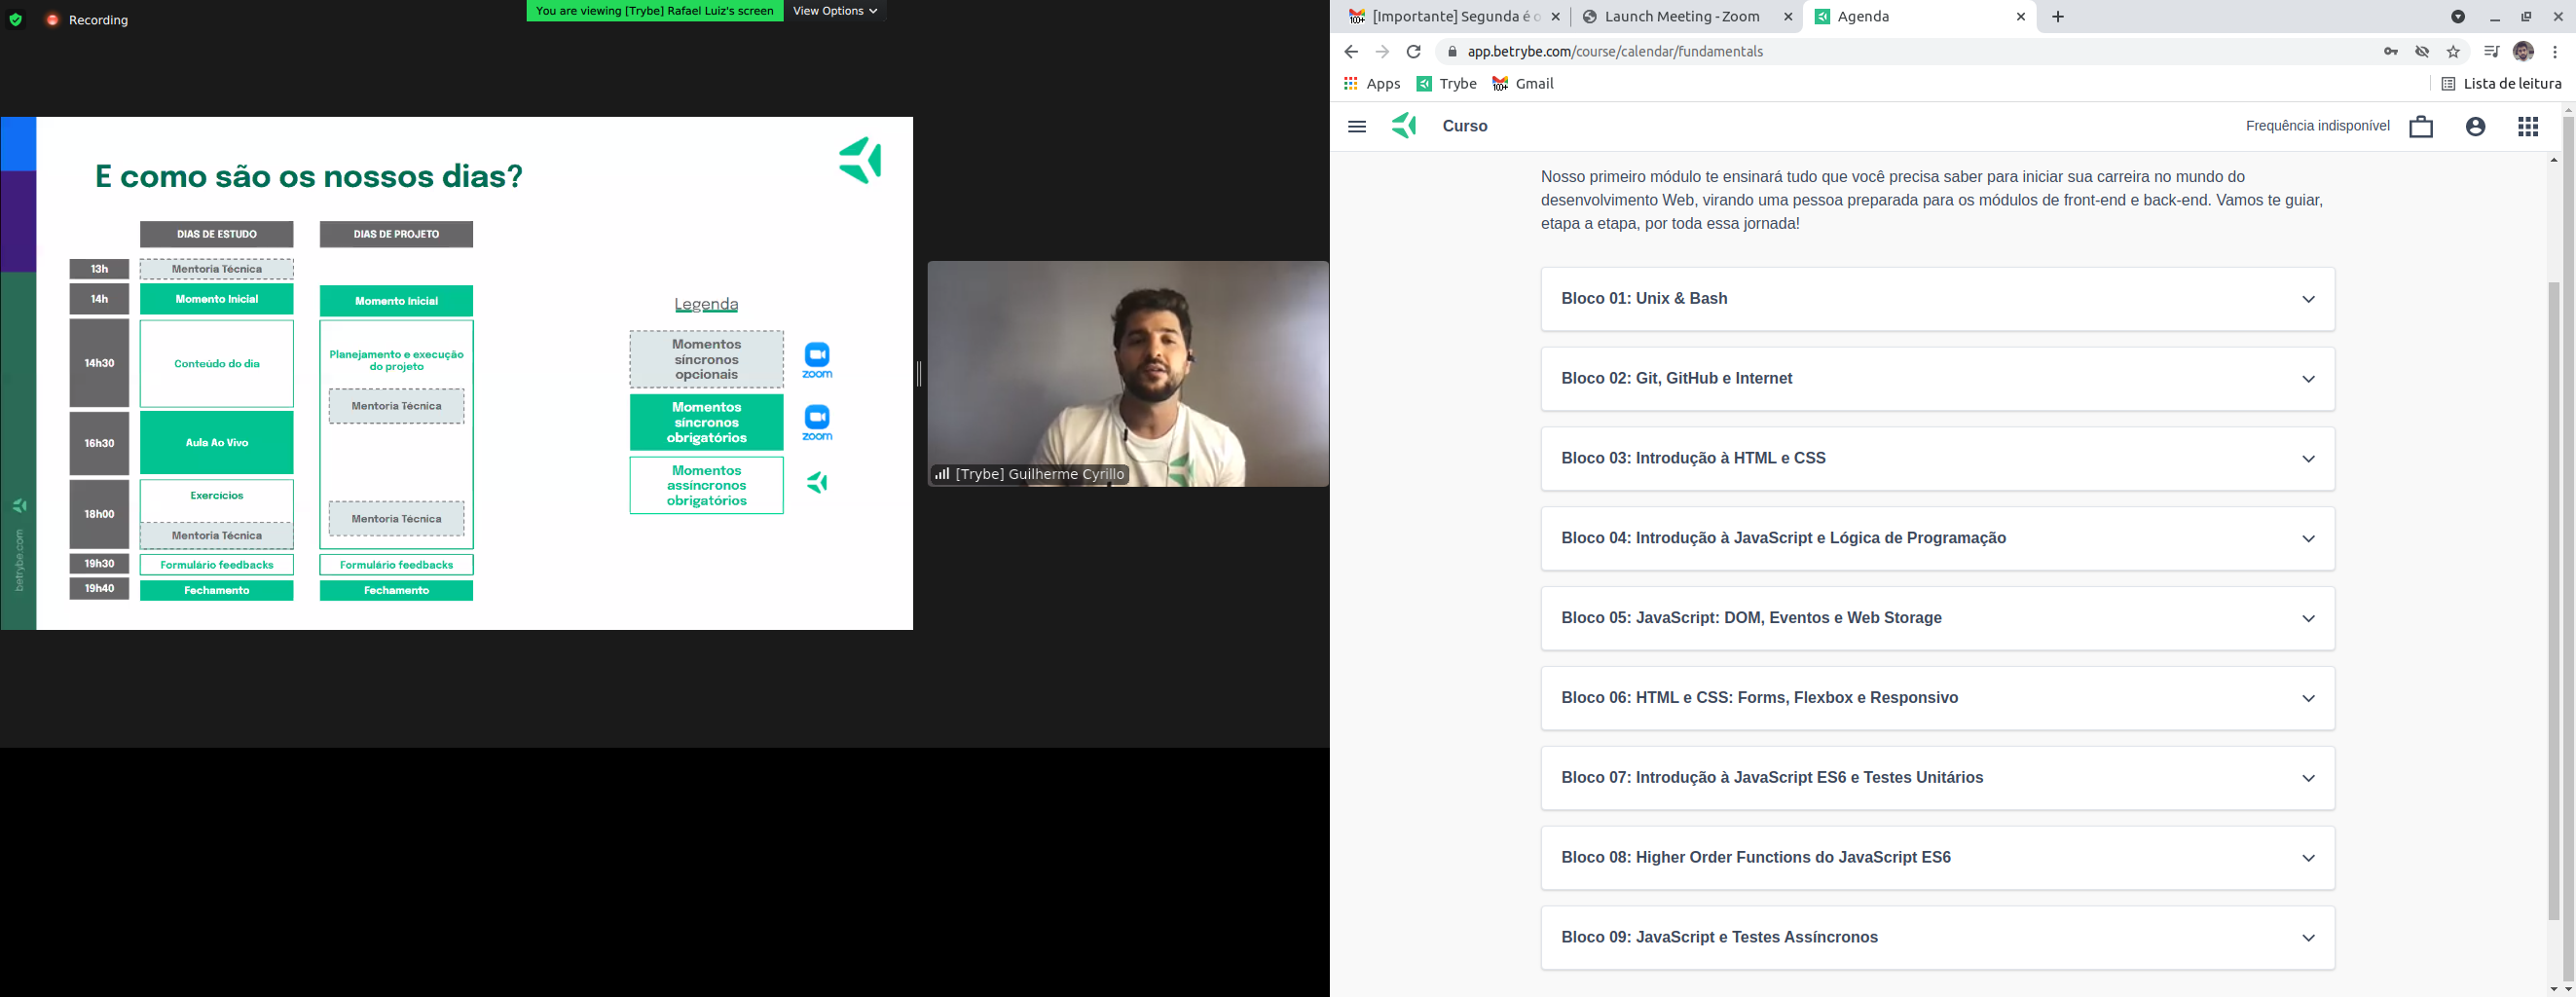 Recording
You are viewing [Trybe] Rafael Luiz's screen
View Options
E como são os nossos dias?
DIAS DE ESTUDO
DIAS DE PROJETO
13h
Mentoria Técnica
14h
Momento Inicial
Momento Inicial
14h30
Conteúdo do dia
Planejamento e execução
do projeto
Mentoria Técnica
16h30
Aula Ao Vivo
18h00
Exercícios
Mentoria Técnica
Mentoria Técnica
19h30
Formulário feedbacks
Formulário feedbacks
19h40
Fechamento
Fechamento
Legenda
Momentos
síncronos
opcionais
zoom
Momentos
síncronos
obrigatórios
zoom
Momentos
assíncronos
obrigatórios
betrybe.com
[Trybe] Guilherme Cyrillo
[Importante] Segunda é o
Launch Meeting - Zoom
Agenda
app.betrybe.com/course/calendar/fundamentals
Apps
Trybe
100+
Gmail
Lista de leitura
Curso
Frequência indisponível
Nosso primeiro módulo te ensinará tudo que você precisa saber para iniciar sua carreira no mundo do
desenvolvimento Web, virando uma pessoa preparada para os módulos de front-end e back-end. Vamos te guiar,
etapa a etapa, por toda essa jornada!
Bloco 01: Unix & Bash
Bloco 02: Git, GitHub e Internet
Bloco 03: Introdução à HTML e CSS
Bloco 04: Introdução à JavaScript e Lógica de Programação
Bloco 05: JavaScript: DOM, Eventos e Web Storage
Bloco 06: HTML e CSS: Forms, Flexbox e Responsivo
Bloco 07: Introdução à JavaScript ES6 e Testes Unitários
Bloco 08: Higher Order Functions do JavaScript ES6
Bloco 09: JavaScript e Testes Assíncronos